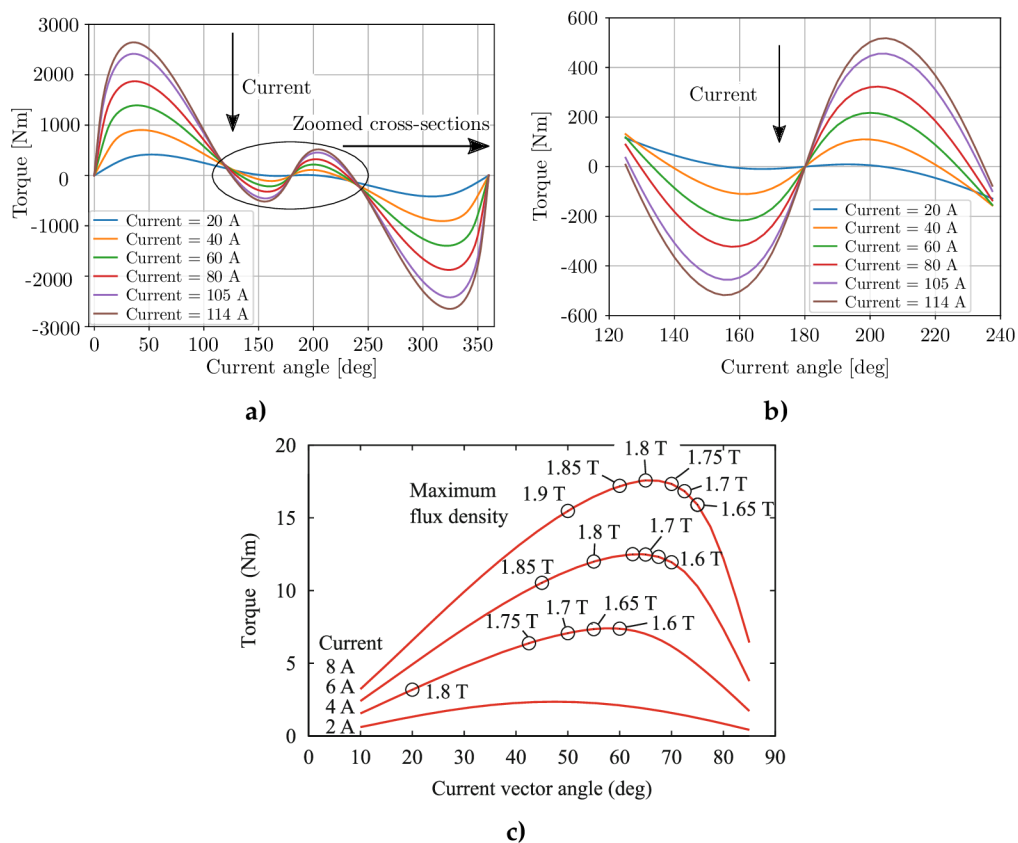 3000
2000
1000
0
-1000
-2000
-3000
Torque [Nm]
Current
Zoomed cross-sections
Current = 20 A
Current = 40 A
Current = 60 A
Current = 80 A
Current = 105 A
Current = 114 A
0 50 100 150 200 250 300 350
Current angle [deg]
a)
600
400
200
0
-200
-400
-600
Torque [Nm]
Current
Current = 20 A
Current = 40 A
Current = 60 A
Current = 80 A
Current = 105 A
Current = 114 A
120 140 160 180 200 220 240
Current angle [deg]
b)
20
15
10
5
0
Torque (Nm)
Maximum
flux density
1.9 T
1.85 T
1.8 T
1.75 T
1.7 T
1.65 T
1.85 T
1.8 T
1.7 T
1.6 T
1.8 T
1.75 T
1.7 T
1.65 T
1.6 T
Current
8 A
6 A
4 A
2 A
0 10 20 30 40 50 60 70 80 90
Current vector angle (deg)
c)